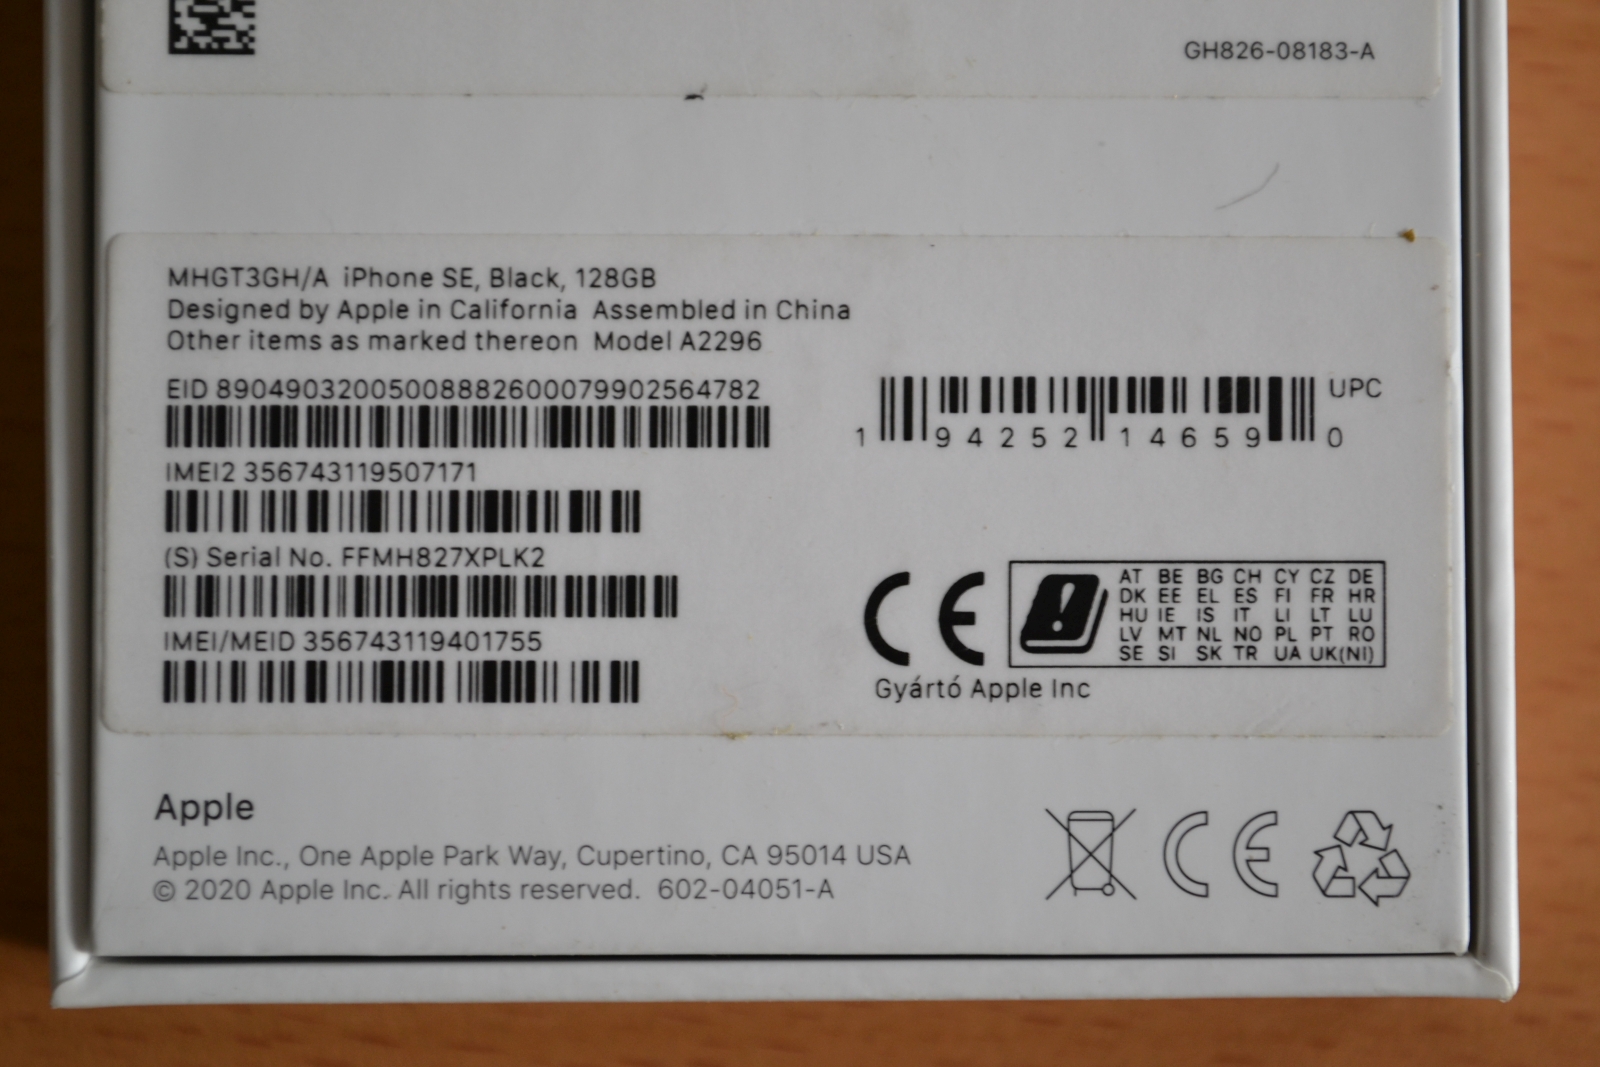 GH826-08183-A
MHGT3GH/A iPhone SE, Black, 128GB
Designed by Apple in California Assembled in China
Other items as marked thereon Model A2296
EID 89049032005008882600079902564782
UPC
1 94252 14659 0
IMEI2 356743119507171
(S) Serial No. FFMH827XPLK2
IMEI/MEID 356743119401755
CE
AT BE BG CH CY CZ DE
DK EE EL ES FI FR HR
HU IE IS IT LI LT LU
LV MT NL NO PL PT RO
SE SI SK TR UA UK(NI)
Gyártó Apple Inc
Apple
Apple Inc., One Apple Park Way, Cupertino, CA 95014 USA
© 2020 Apple Inc. All rights reserved. 602-04051-A
CE